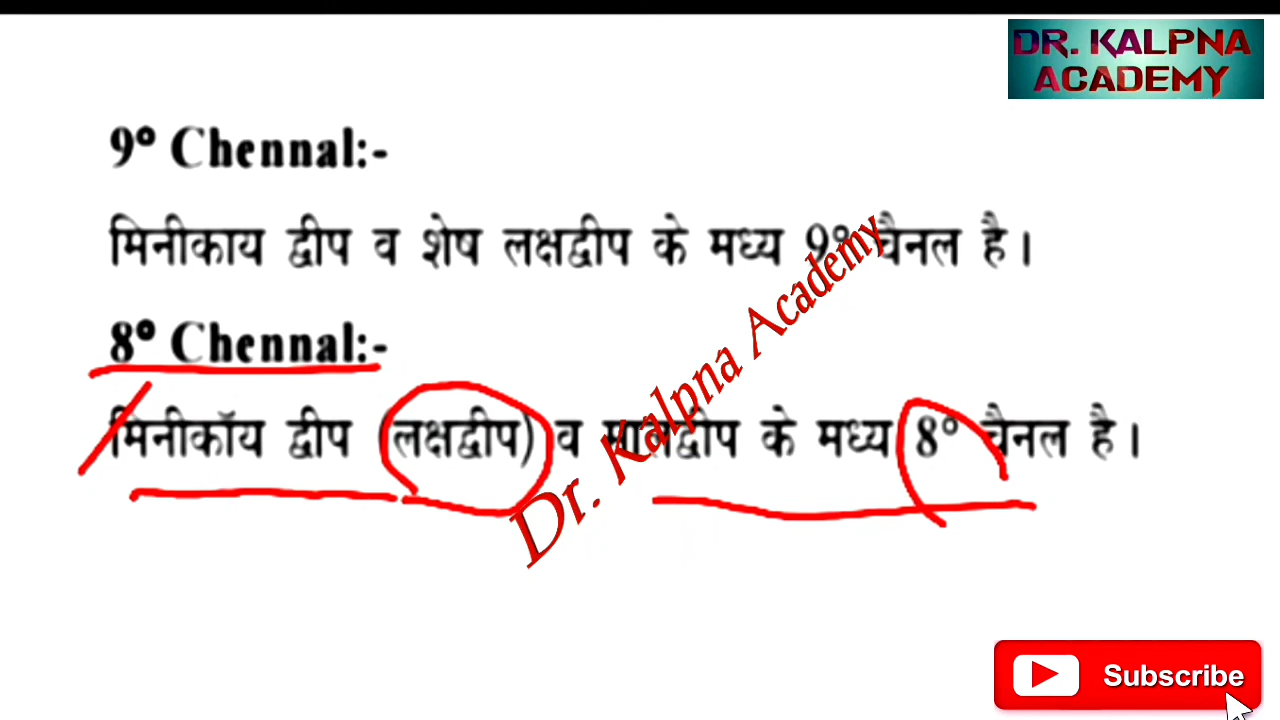 DR. KALPNA
ACADEMY
9° Chennal:-
मिनीकाय द्वीप व शेष लक्षद्वीप के मध्य 9° चैनल है।
8° Chennal:-
मिनीकॉय द्वीप (लक्षद्वीप) व मालद्वीप के मध्य 8° चैनल है।
Dr. Kalpna Academy
Subscribe